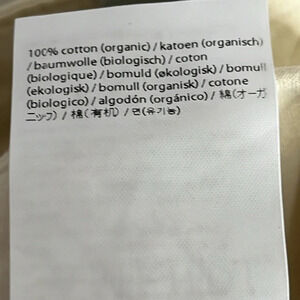 100% cotton (organic) / katoen (organisch)
/ baumwolle (biologisch) / coton
(biologique) / bomuld (økologisk) / bomull
(ekologisk) / bomull (organisk) / cotone
(biologico) / algodón (orgánico) / 綿(オーガ
ニック) / 棉(有机) / 면(유기농)